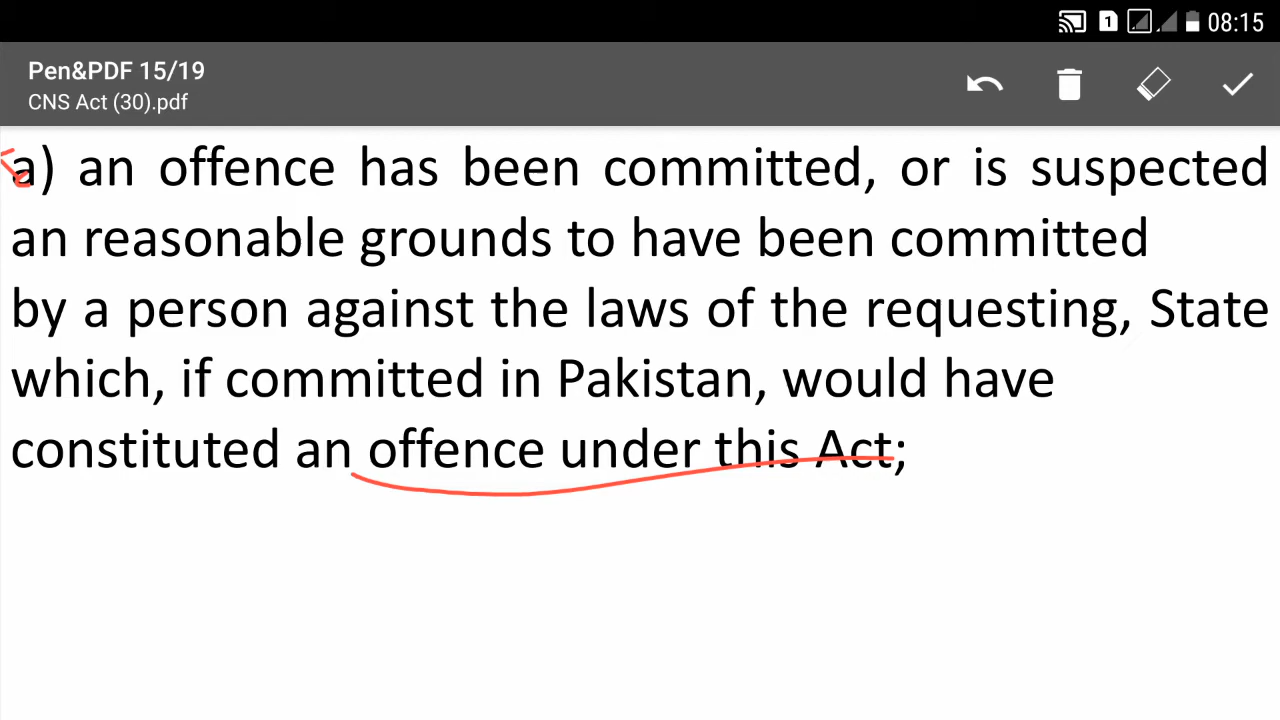 1 08:15
Pen&PDF 15/19
CNS Act (30).pdf
a) an offence has been committed, or is suspected
an reasonable grounds to have been committed
by a person against the laws of the requesting, State
which, if committed in Pakistan, would have
constituted an offence under this Act;